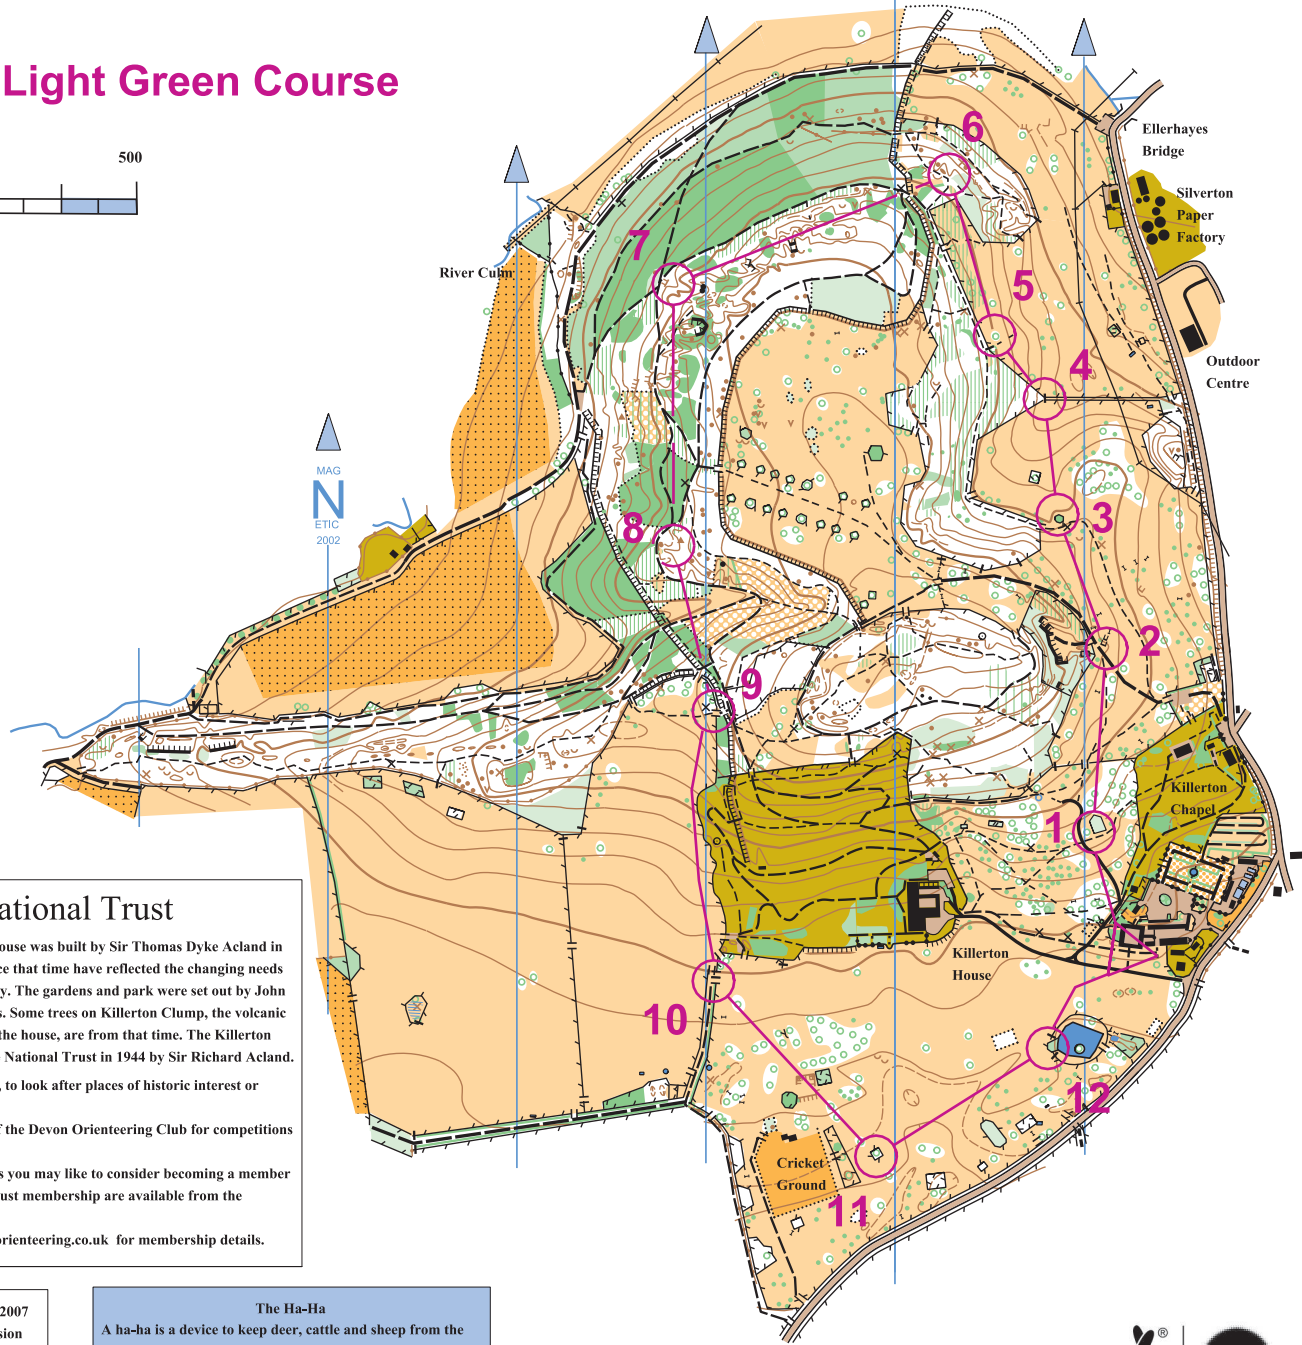 Light Green Course
500
MAG
N
ETIC
2002
River Culm
Ellerhayes
Bridge
Silverton
Paper
Factory
Outdoor
Centre
Killerton
Chapel
Killerton
House
Cricket
Ground
1
2
3
4
5
6
7
8
9
10
11
12
ational Trust
ouse was built by Sir Thomas Dyke Acland in
ce that time have reflected the changing needs
y. The gardens and park were set out by John
s. Some trees on Killerton Clump, the volcanic
the house, are from that time. The Killerton
National Trust in 1944 by Sir Richard Acland.
, to look after places of historic interest or
f the Devon Orienteering Club for competitions
s you may like to consider becoming a member
ust membership are available from the
orienteering.co.uk for membership details.
2007
sion
The Ha-Ha
A ha-ha is a device to keep deer, cattle and sheep from the
®